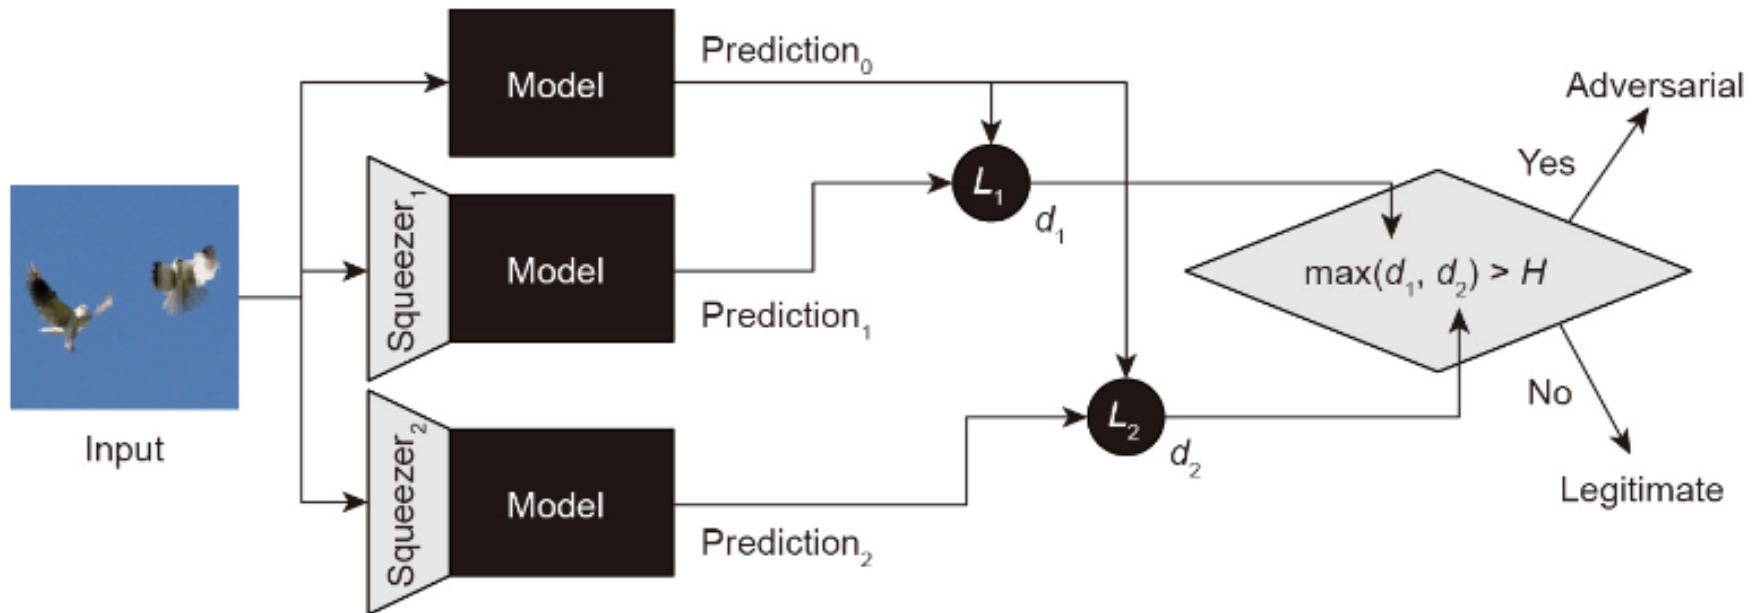 Prediction₀
Model
Adversarial
Yes
Squeezer₁
Model
L₁
d₁
Prediction₁
max(d₁, d₂) > H
Input
Squeezer₂
Model
L₂
d₂
No
Prediction₂
Legitimate